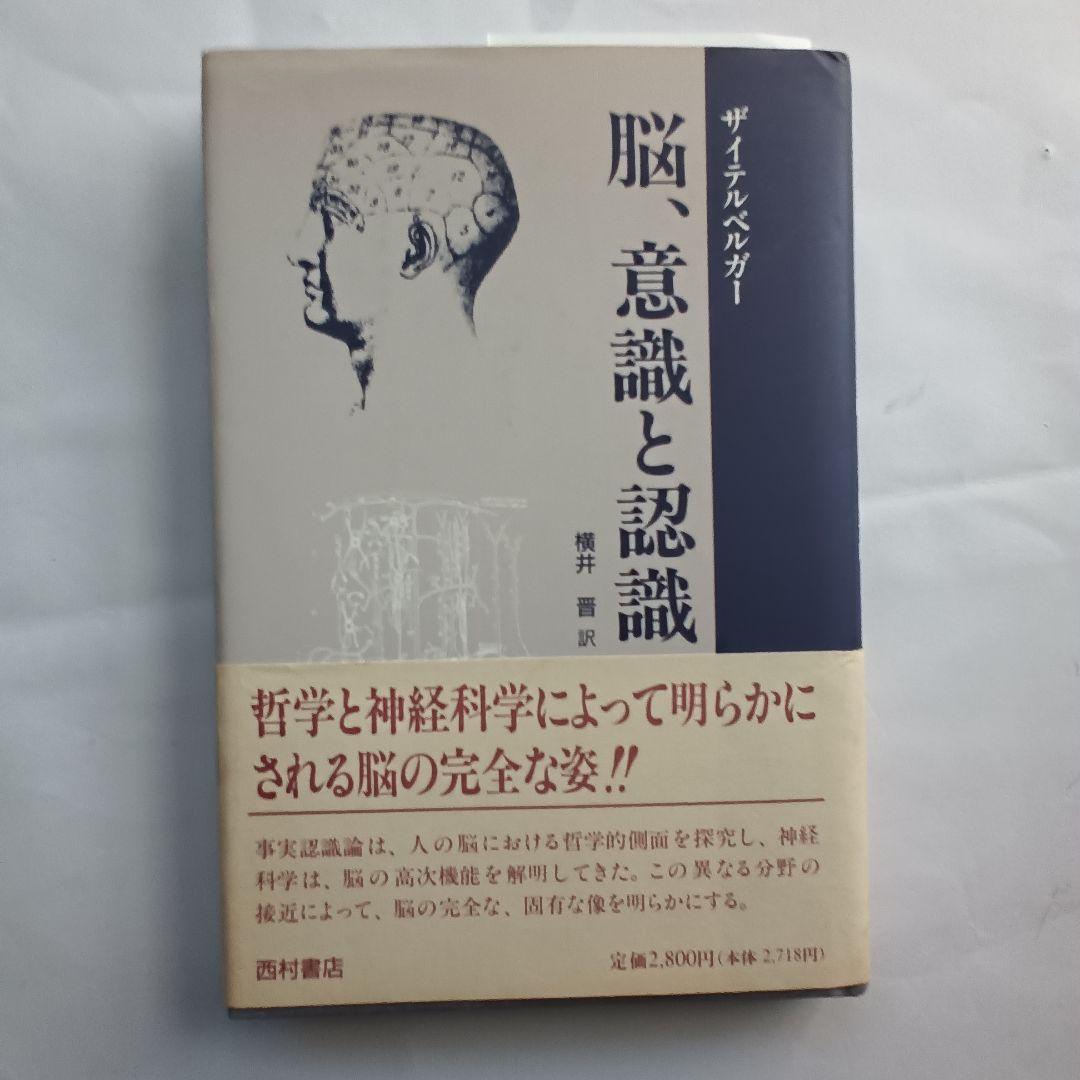 ザイテルベルガー
脳、意識と認識
横井 晋 訳
哲学と神経科学によって明らかに
される脳の完全な姿!!
事実認識論は、人の脳における哲学的側面を探究し、神経
科学は、脳の高次機能を解明してきた。この異なる分野の
接近によって、脳の完全な、固有な像を明らかにする。
西村書店
定価2,800円(本体 2,718円)